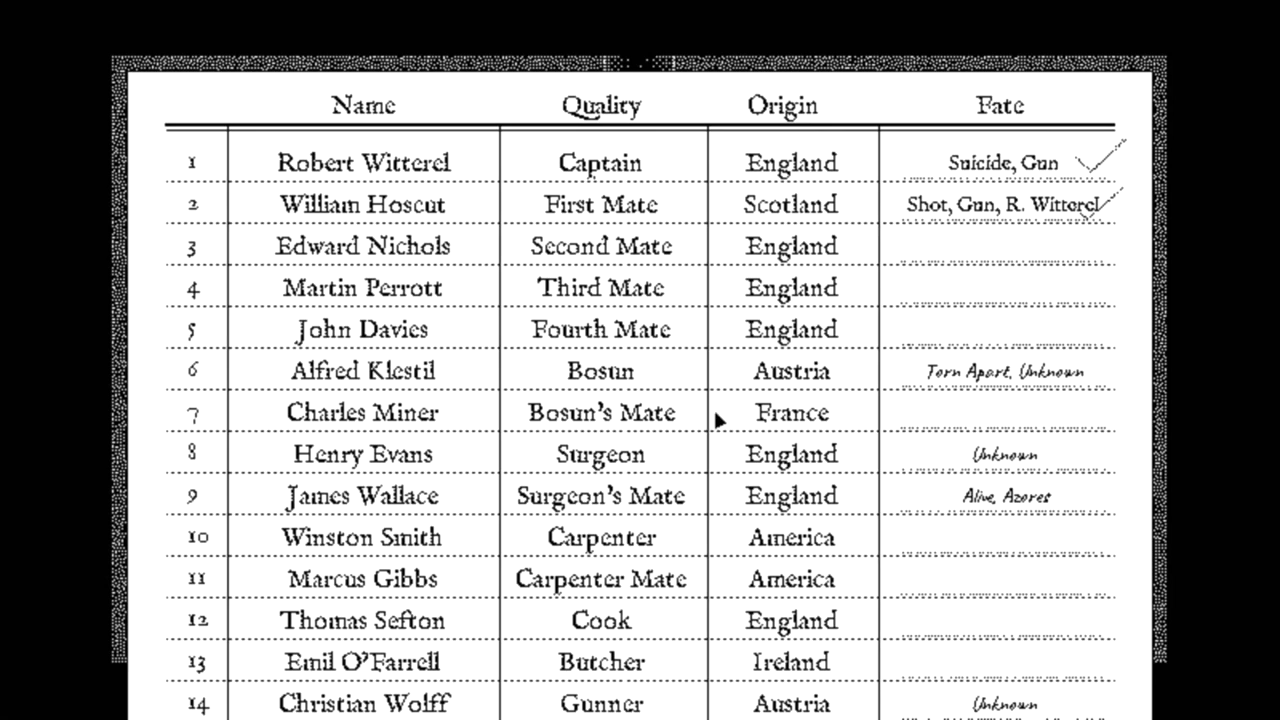 Name Quality Origin Fate
1 Robert Witterel Captain England Suicide, Gun
2 William Hoscut First Mate Scotland Shot, Gun, R. Witterel
3 Edward Nichols Second Mate England
4 Martin Perrott Third Mate England
5 John Davies Fourth Mate England
6 Alfred Klestil Bosun Austria Torn Apart, Unknown
7 Charles Miner Bosun's Mate France
8 Henry Evans Surgeon England Unknown
9 James Wallace Surgeon's Mate England Alive, Azores
10 Winston Smith Carpenter America
11 Marcus Gibbs Carpenter Mate America
12 Thomas Sefton Cook England
13 Emil O'Farrell Butcher Ireland
14 Christian Wolff Gunner Austria Unknown